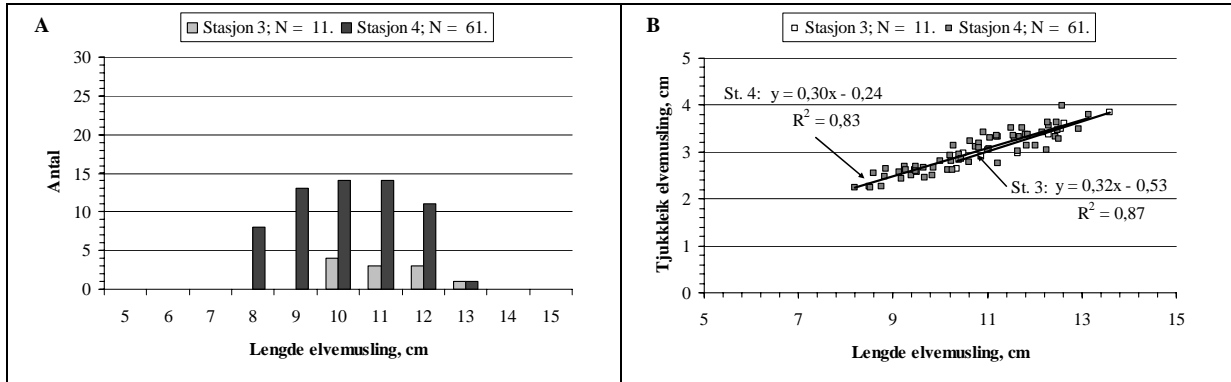 A
Stasjon 3; N = 11. Stasjon 4; N = 61.
30
25
20
15
10
5
0
Antal
5 6 7 8 9 10 11 12 13 14 15
Lengde elvemusling, cm
B
Stasjon 3; N = 11. Stasjon 4; N = 61.
5
4
3
2
1
0
Tjukkleik elvemusling, cm
St. 4: y = 0,30x - 0,24
R² = 0,83
St. 3: y = 0,32x - 0,53
R² = 0,87
5 7 9 11 13 15
Lengde elvemusling, cm